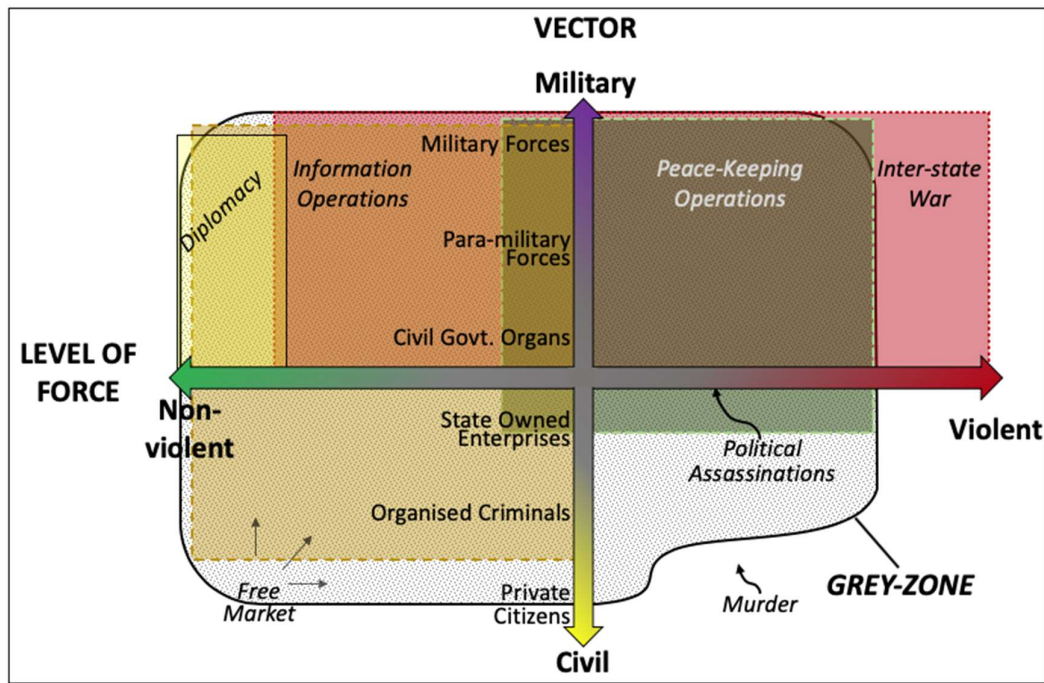 VECTOR
Military
Military Forces
Information
Operations
Peace-Keeping
Operations
Inter-state
War
Diplomacy
Para-military
Forces
Civil Govt. Organs
LEVEL OF
FORCE
Non-
violent
State Owned
Enterprises
Violent
Political
Assassinations
Organised Criminals
Free
Market
Private
Citizens
Murder
GREY-ZONE
Civil